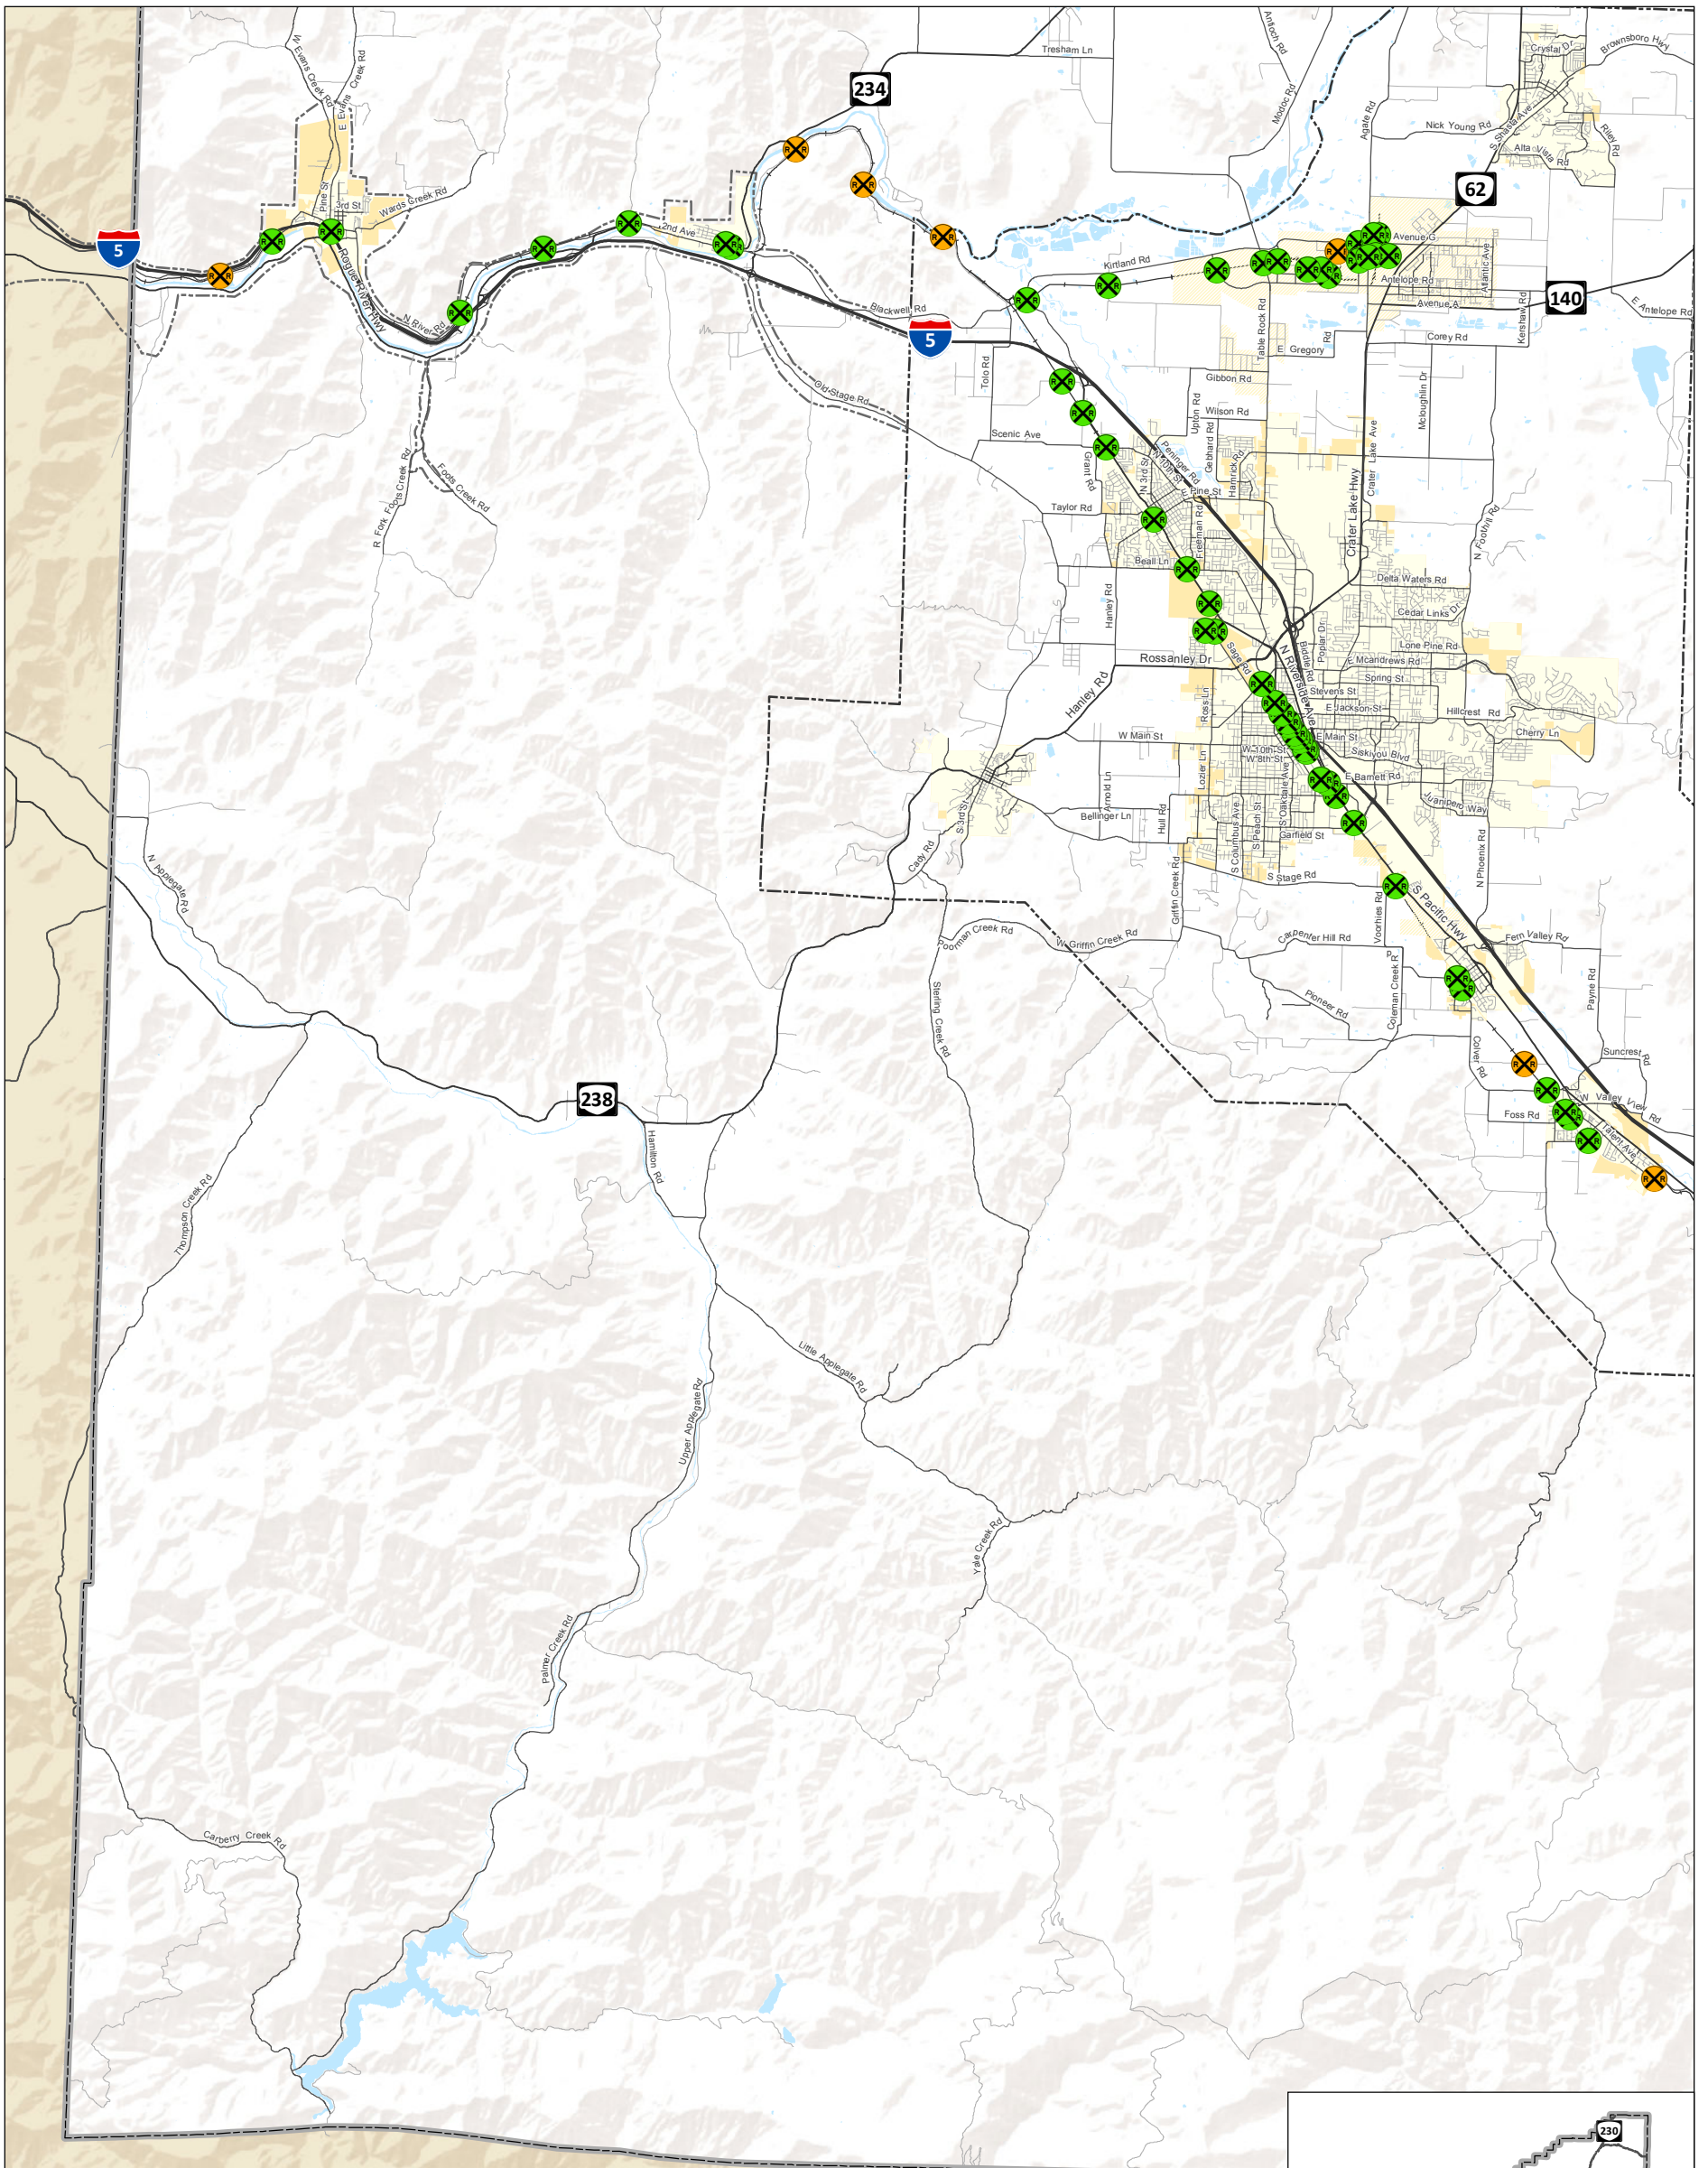 Tresham Ln
Antioch Rd
Crystal Dr
Brownsboro Hwy
W Evans Creek Rd
E Evans Creek Rd
234
Modoc Rd
Agate Rd
Nick Young Rd
S Shasta Ave
Riley Rd
Alta Vista Rd
62
Pine St
3rd St
Wards Creek Rd
5
2nd Ave
Rogue River Hwy
N River Rd
Kirtland Rd
Avenue G
Atlantic Ave
Antelope Rd
Avenue A
140
Kershaw Rd
E Antelope Rd
Blackwell Rd
5
Table Rock Rd
E Gregory Rd
Corey Rd
Tolo Rd
Old Stage Rd
Gibbon Rd
Mcloughlin Dr
Upton Rd
Wilson Rd
Scenic Ave
Gebhard Rd
Peninger Rd
N 10th St
N 3rd St
Hamrick Rd
Crater Lake Ave
R Fork Foots Creek Rd
Foots Creek Rd
Grant Rd
E Pine St
Taylor Rd
Freeman Rd
Crater Lake Hwy
N Foothill Rd
Beall Ln
Delta Waters Rd
Hanley Rd
Cedar Links Dr
Lone Pine Rd
Poplar Dr
Biddle Rd
Rossanley Dr
Sage Rd
N Riverside Ave
E Mcandrews Rd
Spring St
Stevens St
Hanley Rd
Ross Ln
E Jackson St
Hillcrest Rd
W Main St
E Main St
Cherry Ln
W 10th St
W 8th St
Siskiyou Blvd
Lozier Ln
E Barnett Rd
Arnold Ln
Juanipero Way
S 3rd St
Bellinger Ln
Hull Rd
S Columbus Ave
S Peach St
S Oakdale Ave
Garfield St
N Phoenix Rd
Cady Rd
N Applegate Rd
S Stage Rd
Griffin Creek Rd
Voorhies Rd
S Pacific Hwy
Poorman Creek Rd
W Griffin Creek Rd
Carpenter Hill Rd
Fern Valley Rd
Sterling Creek Rd
Pioneer Rd
Coleman Creek R
Payne Rd
Colver Rd
Suncrest Rd
238
W Valley View Rd
Foss Rd
Talent Ave
Hamilton Rd
Thompson Creek Rd
Little Applegate Rd
Upper Applegate Rd
Yale Creek Rd
Palmer Creek Rd
Carberry Creek Rd
230